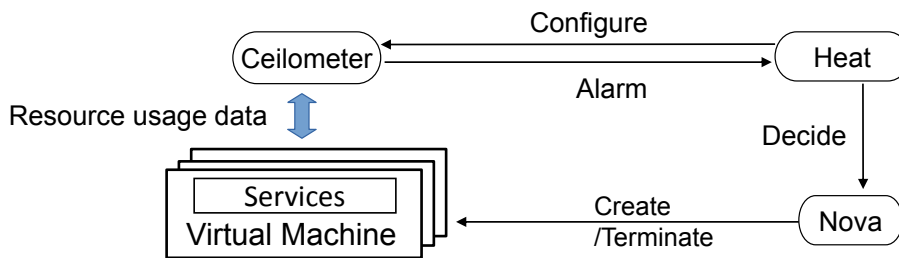 Configure
Ceilometer
Heat
Alarm
Resource usage data
Decide
Services
Virtual Machine
Create
/Terminate
Nova